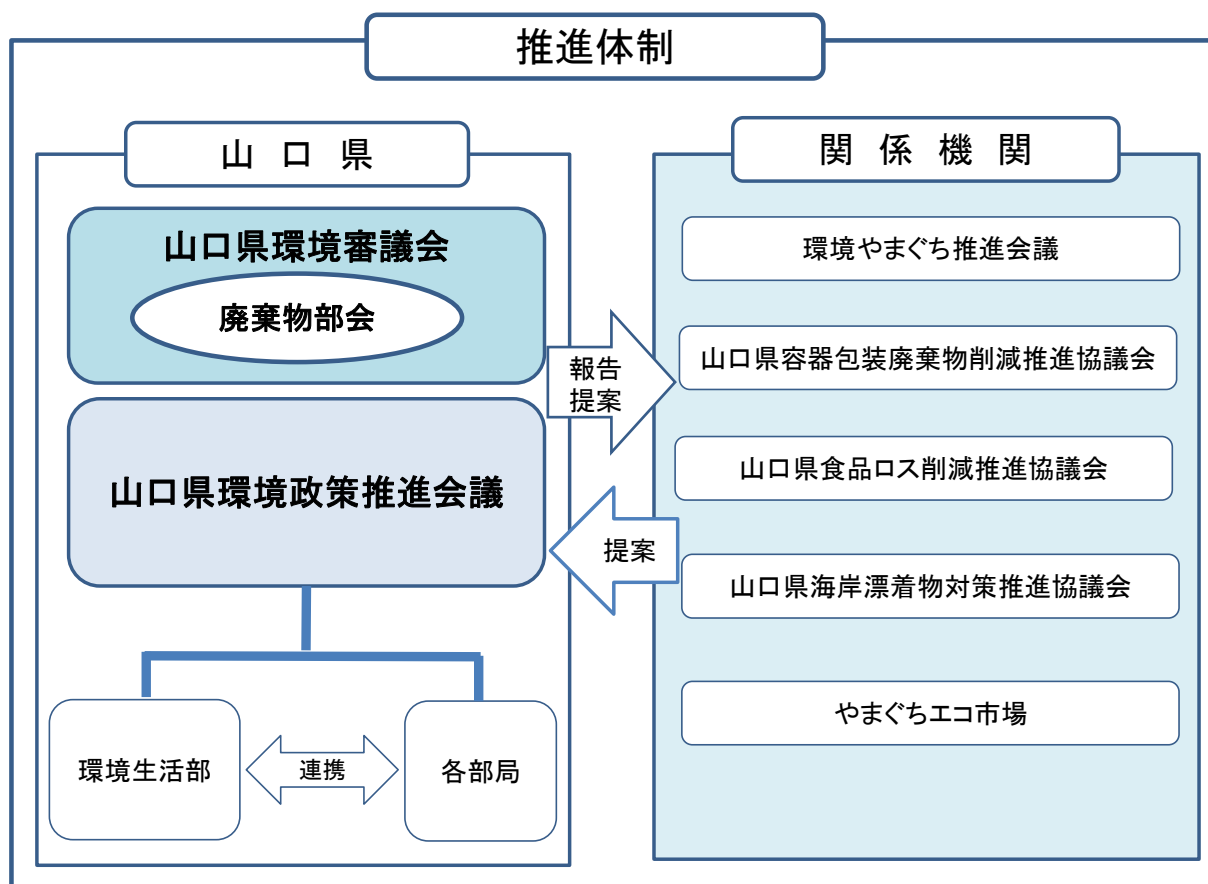 推進体制
山口県
山口県環境審議会
廃棄物部会
山口県環境政策推進会議
環境生活部
連携
各部局
報告
提案
提案
関係機関
環境やまぐち推進会議
山口県容器包装廃棄物削減推進協議会
山口県食品ロス削減推進協議会
山口県海岸漂着物対策推進協議会
やまぐちエコ市場